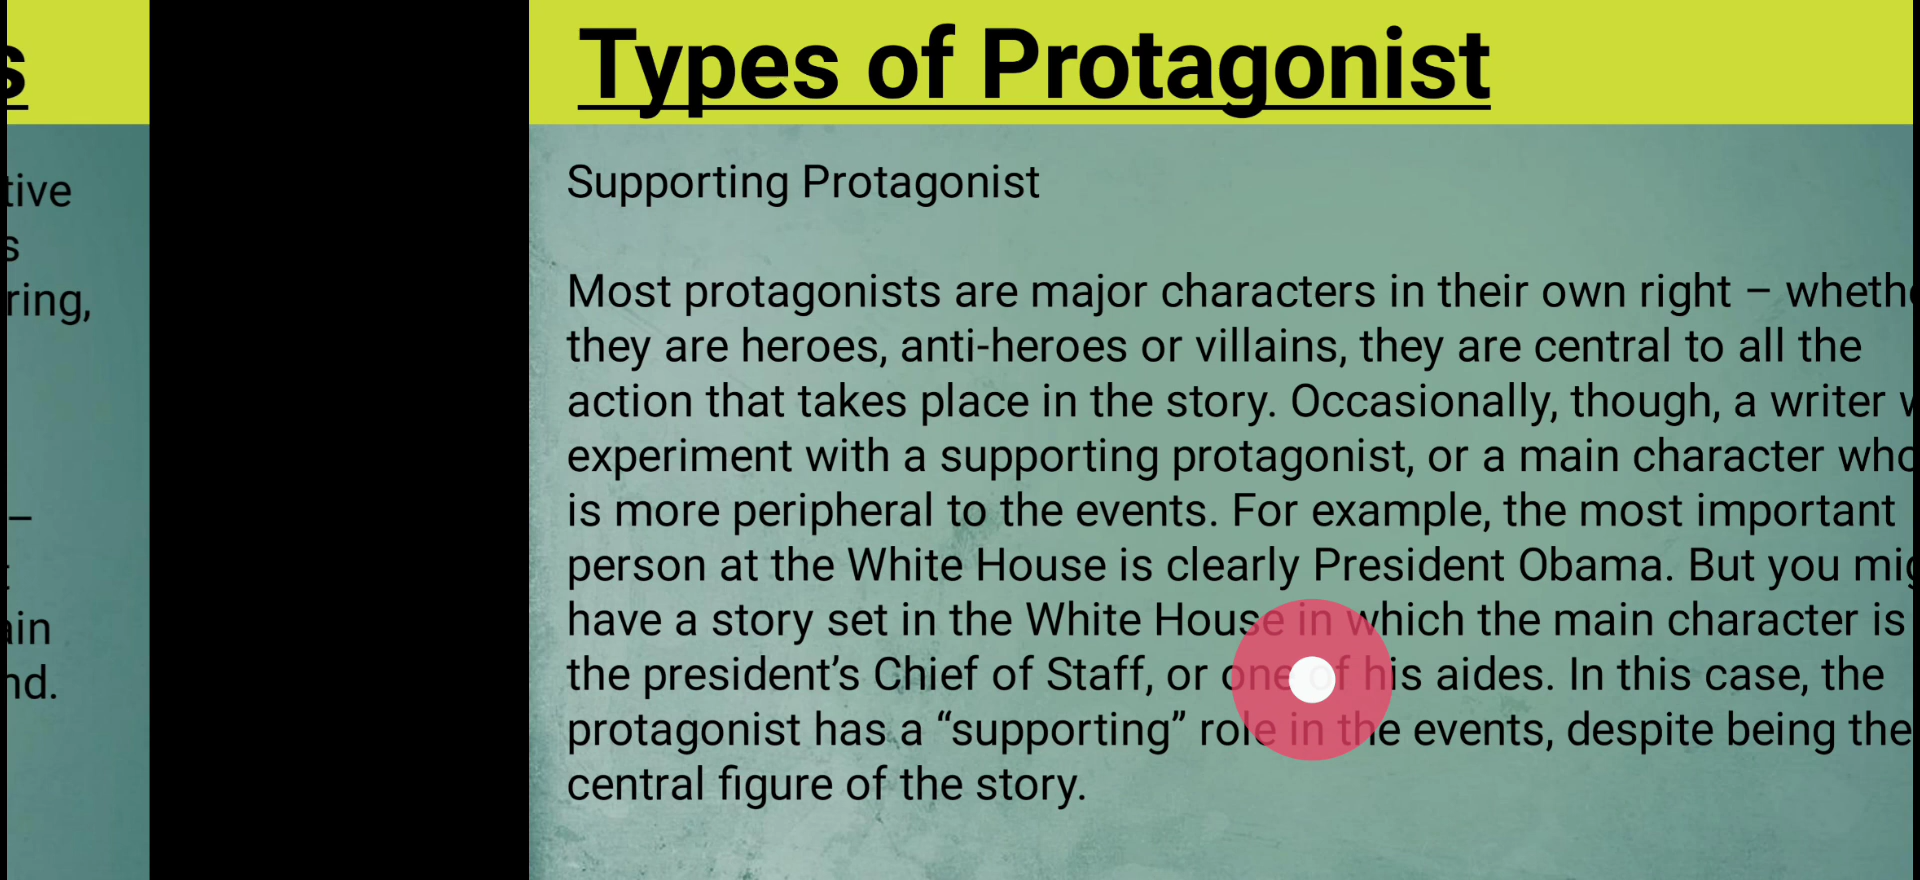 s
tive
s
ring,
–
ain
nd.
Types of Protagonist
Supporting Protagonist
Most protagonists are major characters in their own right – wheth
they are heroes, anti-heroes or villains, they are central to all the
action that takes place in the story. Occasionally, though, a writer
experiment with a supporting protagonist, or a main character who
is more peripheral to the events. For example, the most important
person at the White House is clearly President Obama. But you mig
have a story set in the White House in which the main character is
the president’s Chief of Staff, or one of his aides. In this case, the
protagonist has a “supporting” role in the events, despite being the
central figure of the story.